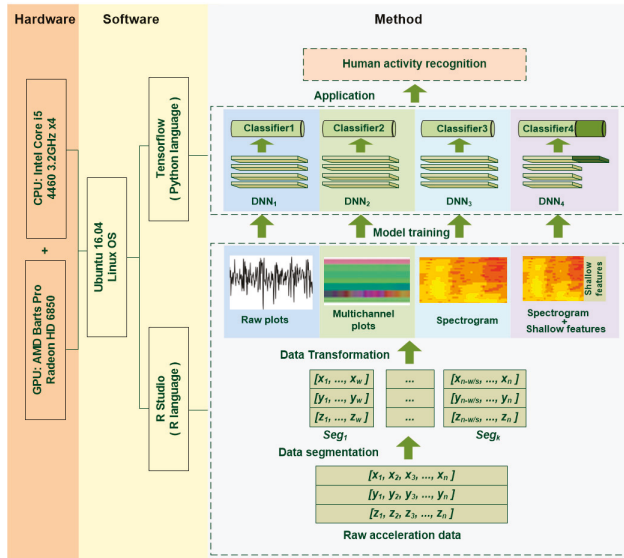 Hardware
Software
Method
CPU: Intel Core I5
4460 3.2GHz x4
+
GPU: AMD Barts Pro
Radeon HD 6850
Ubuntu 16.04
Linux OS
Tensorflow
( Python language )
R Studio
( R language )
Human activity recognition
Application
Classifier1
Classifier2
Classifier3
Classifier4
DNN1
DNN2
DNN3
DNN4
Model training
Shallow
features
Raw plots
Multichannel
plots
Spectrogram
Spectrogram
+
Shallow features
Data Transformation
[x1, ..., xw ]
...
[xn-w/s, ..., xn]
[y1, ..., yw ]
...
[yn-w/s, ..., yn]
[z1, ..., zw ]
...
[zn-w/s, ..., zn]
Seg1
Segk
Data segmentation
[x1, x2, x3, ..., xn ]
[y1, y2, y3, ..., yn]
[z1, z2, z3, ..., zn]
Raw acceleration data